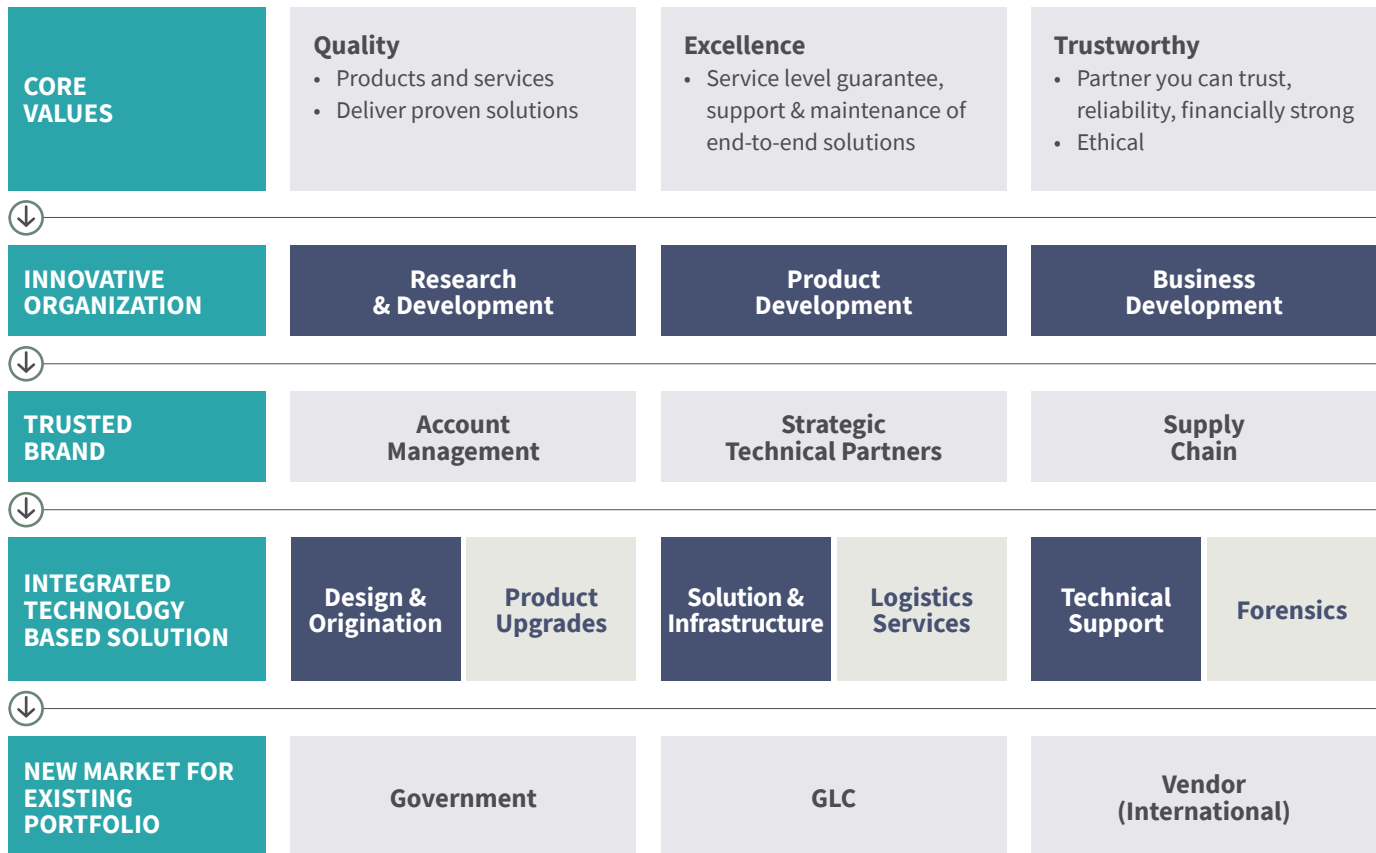 CORE
VALUES
Quality
• Products and services
• Deliver proven solutions
Excellence
• Service level guarantee,
support & maintenance of
end-to-end solutions
Trustworthy
• Partner you can trust,
reliability, financially strong
• Ethical
INNOVATIVE
ORGANIZATION
Research
& Development
Product
Development
Business
Development
TRUSTED
BRAND
Account
Management
Strategic
Technical Partners
Supply
Chain
INTEGRATED
TECHNOLOGY
BASED SOLUTION
Design &
Origination
Product
Upgrades
Solution &
Infrastructure
Logistics
Services
Technical
Support
Forensics
NEW MARKET FOR
EXISTING
PORTFOLIO
Government
GLC
Vendor
(International)